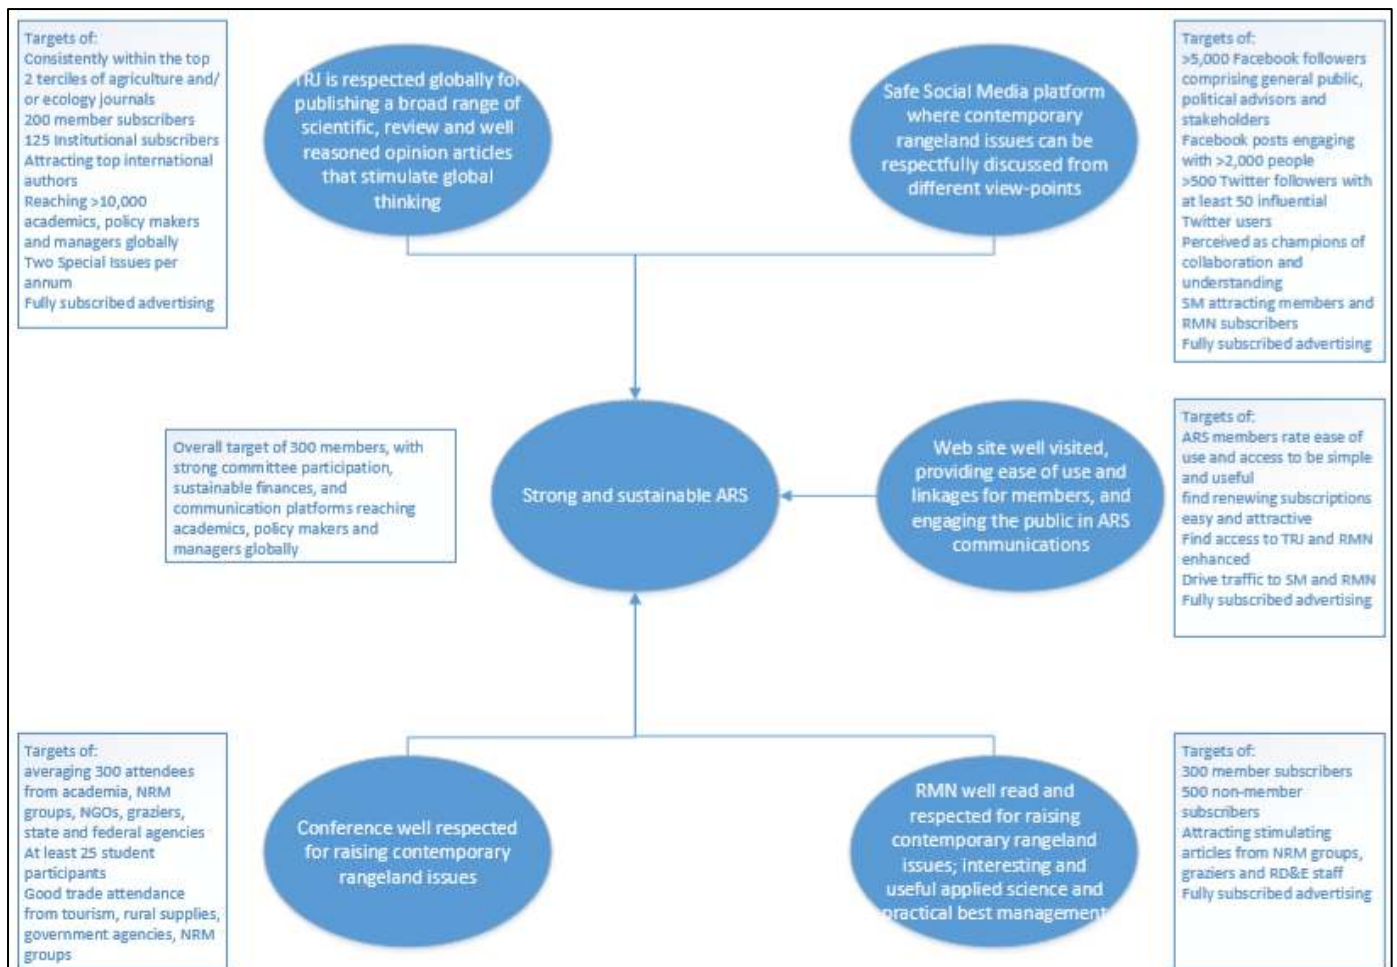 Targets of:
Consistently within the top
2 terciles of agriculture and/
or ecology journals
200 member subscribers
125 Institutional subscribers
Attracting top international
authors
Reaching >10,000
academics, policy makers
and managers globally
Two Special Issues per
annum
Fully subscribed advertising
TRJ is respected globally for
publishing a broad range of
scientific, review and well
reasoned opinion articles
that stimulate global
thinking
Safe Social Media platform
where contemporary
rangeland issues can be
respectfully discussed from
different view-points
Targets of:
>5,000 Facebook followers
comprising general public,
political advisors and
stakeholders
Facebook posts engaging
with >2,000 people
>500 Twitter followers with
at least 50 influential
Twitter users
Perceived as champions of
collaboration and
understanding
SM attracting members and
RMN subscribers
Fully subscribed advertising
Overall target of 300 members, with
strong committee participation,
sustainable finances, and
communication platforms reaching
academics, policy makers and
managers globally
Strong and sustainable ARS
Web site well visited,
providing ease of use and
linkages for members, and
engaging the public in ARS
communications
Targets of:
ARS members rate ease of
use and access to be simple
and useful
find renewing subscriptions
easy and attractive
Find access to TRJ and RMN
enhanced
Drive traffic to SM and RMN
Fully subscribed advertising
Targets of:
averaging 300 attendees
from academia, NRM
groups, NGOs, graziers,
state and federal agencies
At least 25 student
participants
Good trade attendance
from tourism, rural supplies,
government agencies, NRM
groups
Conference well respected
for raising contemporary
rangeland issues
RMN well read and
respected for raising
contemporary rangeland
issues; interesting and
useful applied science and
practical best management
Targets of:
300 member subscribers
500 non-member
subscribers
Attracting stimulating
articles from NRM groups,
graziers and RD&E staff
Fully subscribed advertising